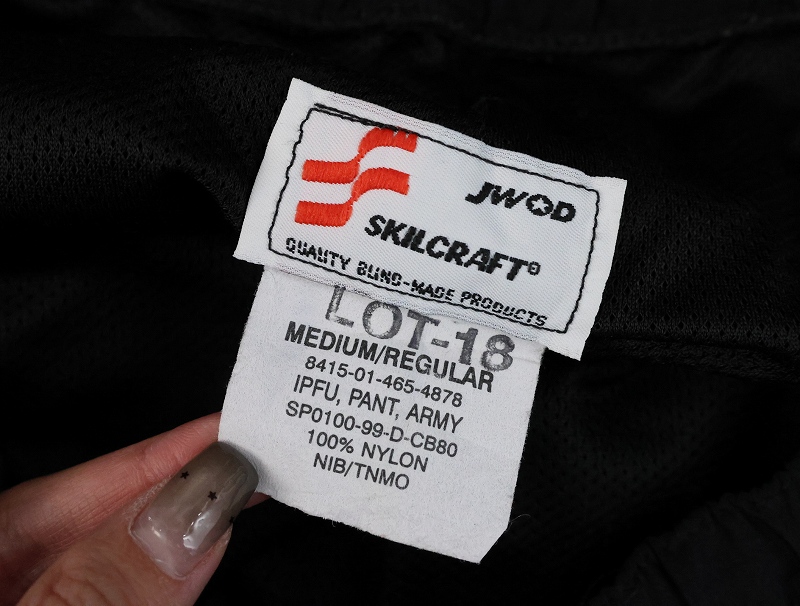 JWOD
SKILCRAFT®
QUALITY BLIND-MADE PRODUCTS
LOT-18
MEDIUM/REGULAR
8415-01-465-4878
IPFU, PANT, ARMY
SP0100-99-D-CB80
100% NYLON
NIB/TNMO